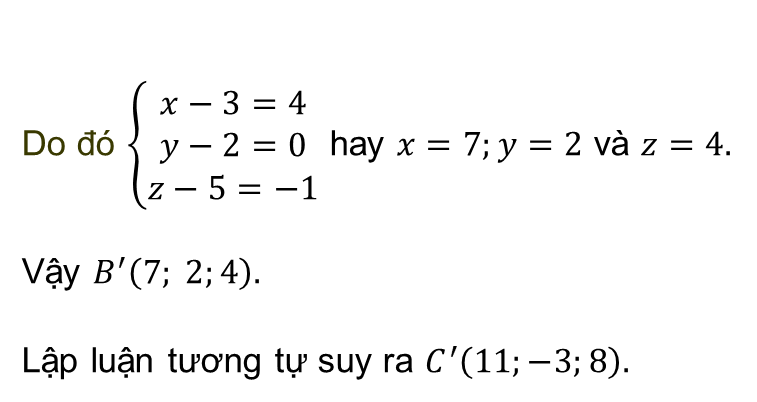 Do đó { x − 3 = 4
y − 2 = 0 hay x = 7; y = 2 và z = 4.
z − 5 = −1
Vậy B′(7; 2; 4).
Lập luận tương tự suy ra C′(11; −3; 8).